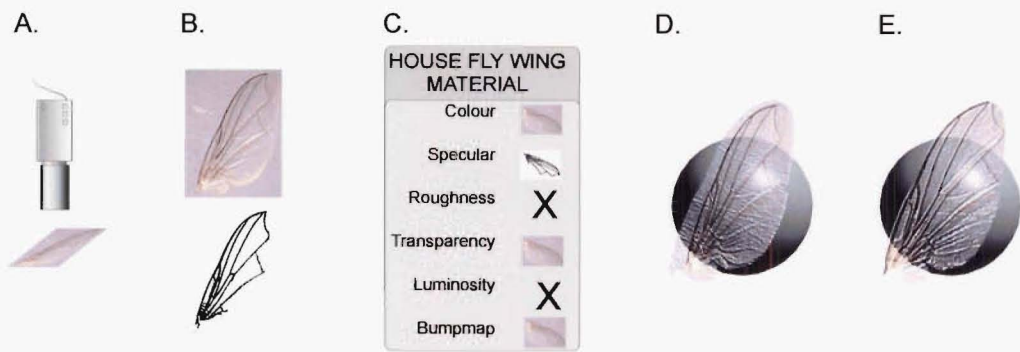 A.
B.
C.
D.
E.
HOUSE FLY WING
MATERIAL
Colour
Specular
Roughness
X
Transparency
Luminosity
X
Bumpmap